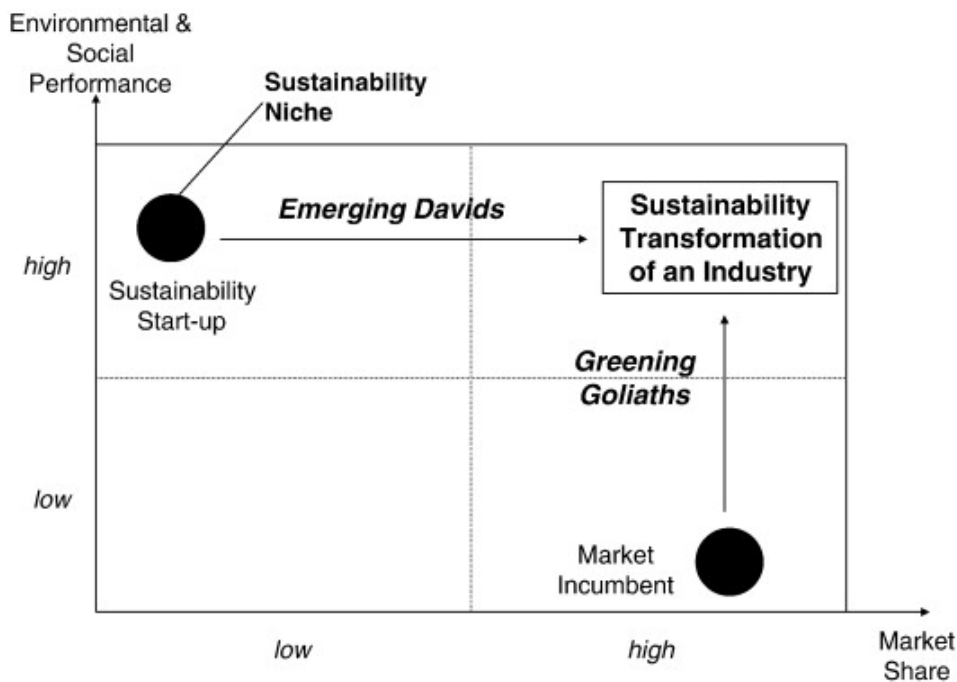 Environmental &
Social
Performance
Sustainability
Niche
Emerging Davids
Sustainability
Transformation
of an Industry
high
Sustainability
Start-up
Greening
Goliaths
low
Market
Incumbent
low
high
Market
Share